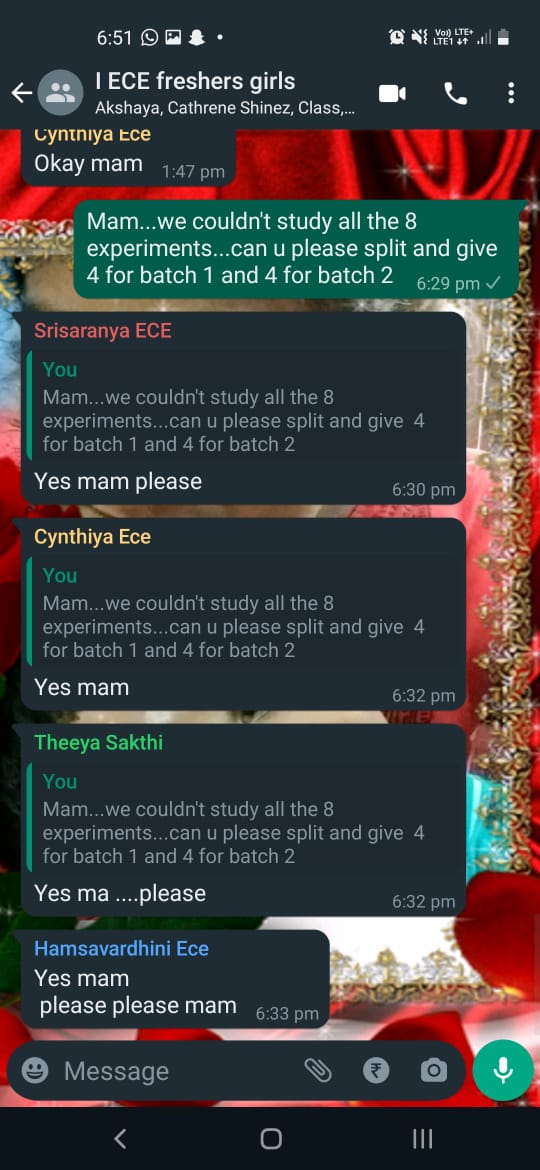 6:51
Vo) LTE+
LTE1
I ECE freshers girls
Akshaya, Cathrene Shinez, Class,...
Cynthiya Ece
Okay mam 1:47 pm
Mam...we couldn't study all the 8
experiments...can u please split and give
4 for batch 1 and 4 for batch 2 6:29 pm
Srisaranya ECE
You
Mam...we couldn't study all the 8
experiments...can u please split and give 4
for batch 1 and 4 for batch 2
Yes mam please 6:30 pm
Cynthiya Ece
You
Mam...we couldn't study all the 8
experiments...can u please split and give 4
for batch 1 and 4 for batch 2
Yes mam 6:32 pm
Theeya Sakthi
You
Mam...we couldn't study all the 8
experiments...can u please split and give 4
for batch 1 and 4 for batch 2
Yes ma ....please 6:32 pm
Hamsavardhini Ece
Yes mam
please please mam 6:33 pm
Message